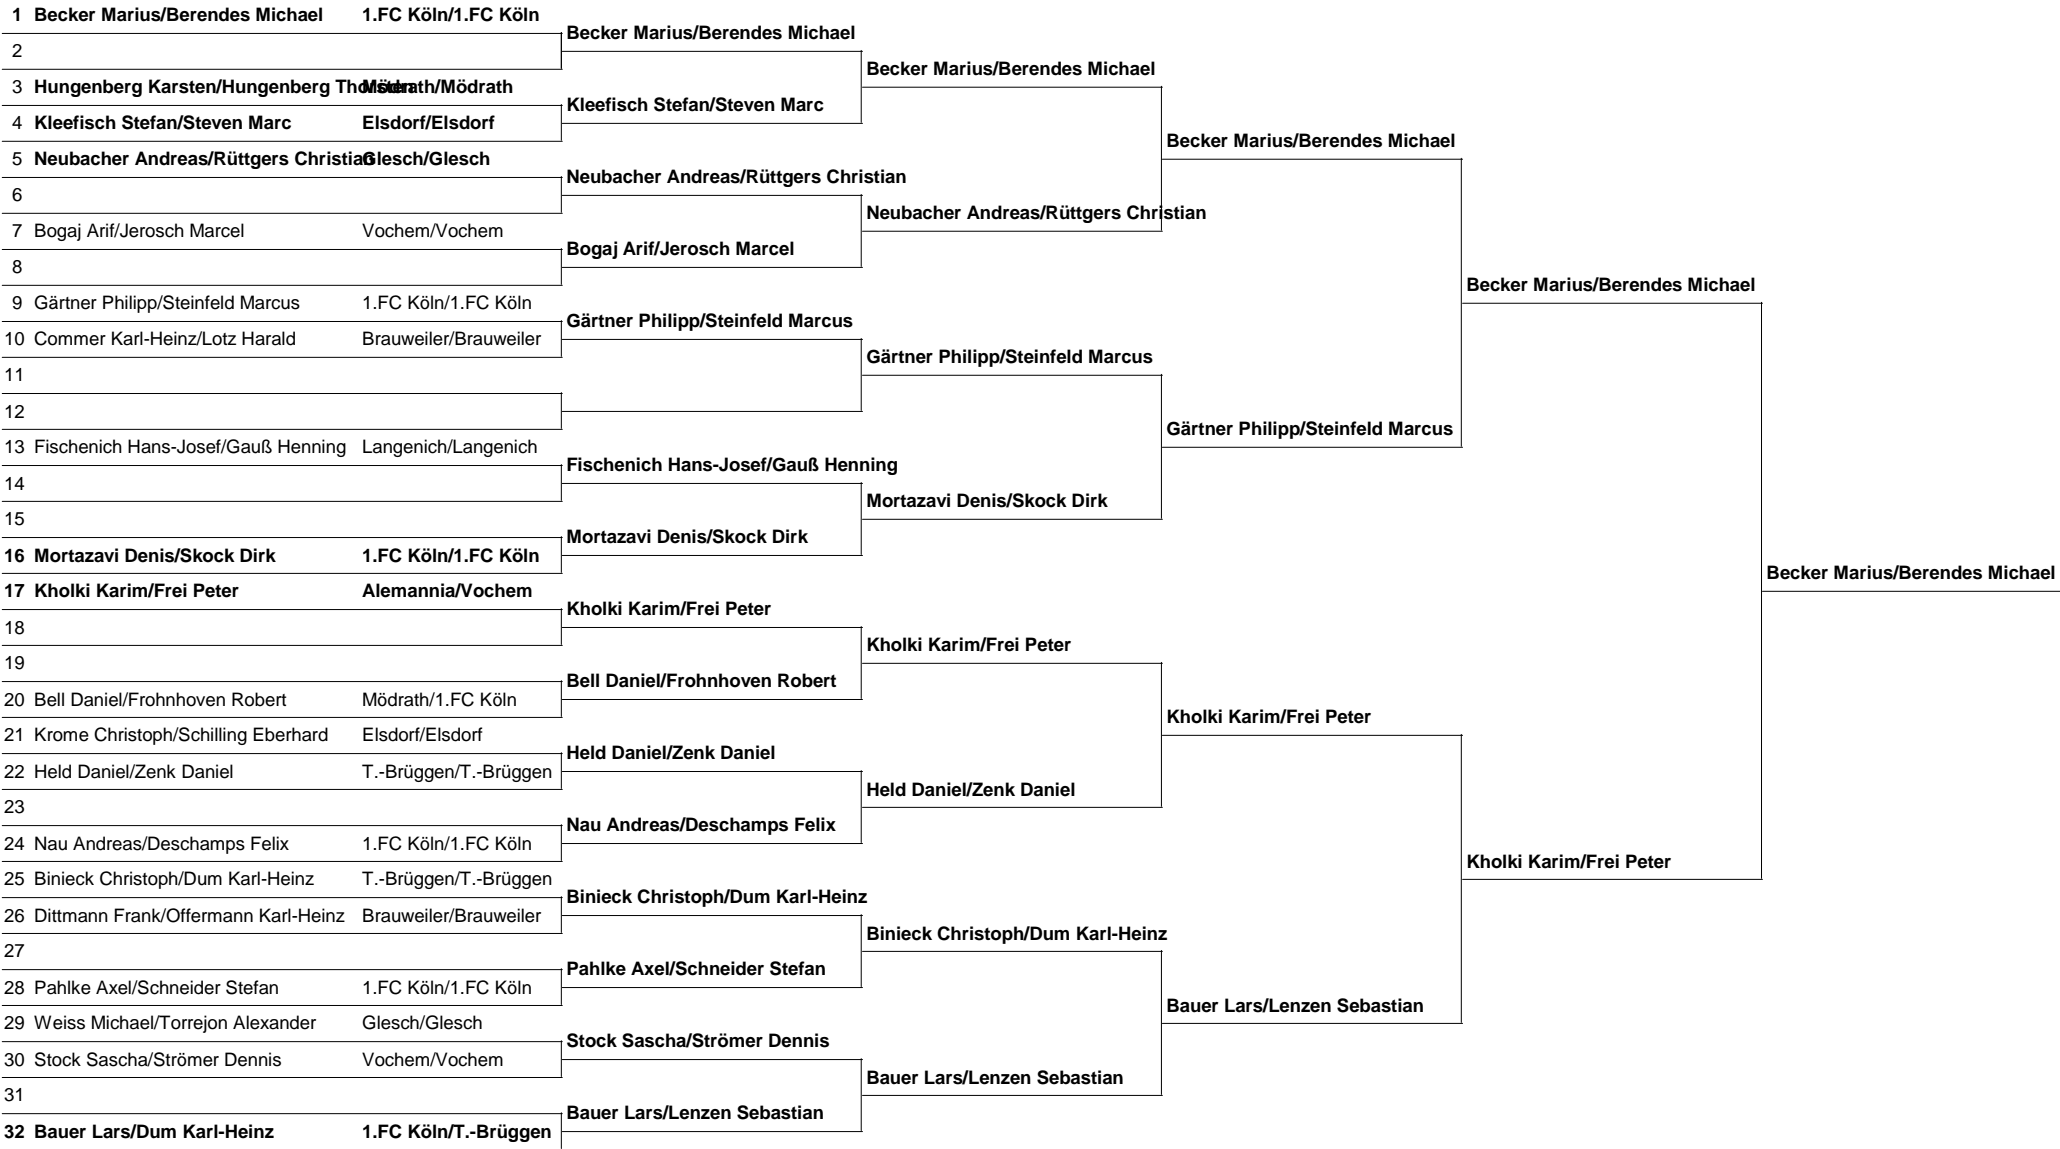 1 Becker Marius/Berendes Michael 1.FC Köln/1.FC Köln
Becker Marius/Berendes Michael
2
Becker Marius/Berendes Michael
3 Hungenberg Karsten/Hungenberg Thorsten Mödrath/Mödrath
Kleefisch Stefan/Steven Marc
4 Kleefisch Stefan/Steven Marc Elsdorf/Elsdorf
Becker Marius/Berendes Michael
5 Neubacher Andreas/Rüttgers Christian Glesch/Glesch
Neubacher Andreas/Rüttgers Christian
6
Neubacher Andreas/Rüttgers Christian
7 Bogaj Arif/Jerosch Marcel Vochem/Vochem
Bogaj Arif/Jerosch Marcel
8
Becker Marius/Berendes Michael
9 Gärtner Philipp/Steinfeld Marcus 1.FC Köln/1.FC Köln
Gärtner Philipp/Steinfeld Marcus
10 Commer Karl-Heinz/Lotz Harald Brauweiler/Brauweiler
Gärtner Philipp/Steinfeld Marcus
11
12
Gärtner Philipp/Steinfeld Marcus
13 Fischenich Hans-Josef/Gauß Henning Langenich/Langenich
Fischenich Hans-Josef/Gauß Henning
14
Mortazavi Denis/Skock Dirk
15
Mortazavi Denis/Skock Dirk
16 Mortazavi Denis/Skock Dirk 1.FC Köln/1.FC Köln
Becker Marius/Berendes Michael
17 Kholki Karim/Frei Peter Alemannia/Vochem
Kholki Karim/Frei Peter
18
Kholki Karim/Frei Peter
19
Bell Daniel/Frohnhoven Robert
20 Bell Daniel/Frohnhoven Robert Mödrath/1.FC Köln
Kholki Karim/Frei Peter
21 Krome Christoph/Schilling Eberhard Elsdorf/Elsdorf
Held Daniel/Zenk Daniel
22 Held Daniel/Zenk Daniel T.-Brüggen/T.-Brüggen
Held Daniel/Zenk Daniel
23
Nau Andreas/Deschamps Felix
24 Nau Andreas/Deschamps Felix 1.FC Köln/1.FC Köln
Kholki Karim/Frei Peter
25 Binieck Christoph/Dum Karl-Heinz T.-Brüggen/T.-Brüggen
Binieck Christoph/Dum Karl-Heinz
26 Dittmann Frank/Offermann Karl-Heinz Brauweiler/Brauweiler
Binieck Christoph/Dum Karl-Heinz
27
Pahlke Axel/Schneider Stefan
28 Pahlke Axel/Schneider Stefan 1.FC Köln/1.FC Köln
Bauer Lars/Lenzen Sebastian
29 Weiss Michael/Torrejon Alexander Glesch/Glesch
Stock Sascha/Strömer Dennis
30 Stock Sascha/Strömer Dennis Vochem/Vochem
Bauer Lars/Lenzen Sebastian
31
Bauer Lars/Lenzen Sebastian
32 Bauer Lars/Dum Karl-Heinz 1.FC Köln/T.-Brüggen